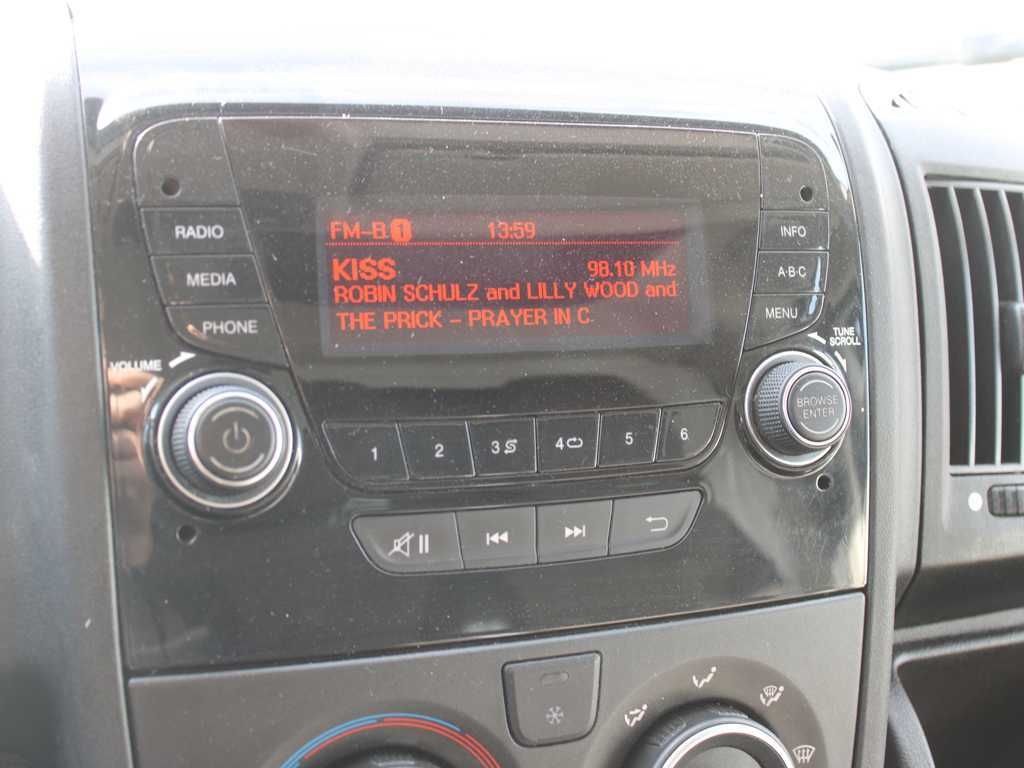 RADIO
MEDIA
PHONE
VOLUME
FM-B 1 13:59
KISS 98.10 MHz
ROBIN SCHULZ and LILLY WOOD and
THE PRICK - PRAYER IN C
INFO
A·B·C
MENU
TUNE
SCROLL
BROWSE
ENTER
1 2 3 4 5 6